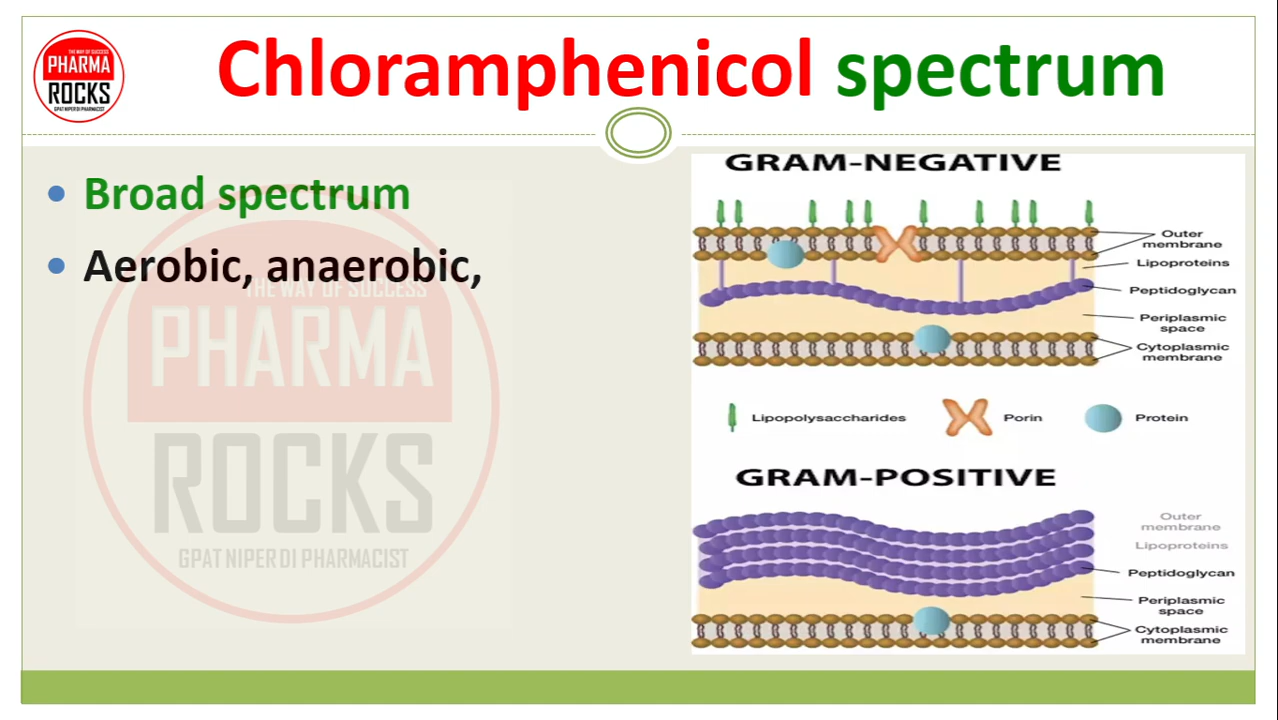 THE WAY OF SUCCESS
PHARMA
ROCKS
GPAT NIPER DI PHARMACIST
Chloramphenicol spectrum
• Broad spectrum
• Aerobic, anaerobic,
THE WAY OF SUCCESS
PHARMA
ROCKS
GPAT NIPER DI PHARMACIST
GRAM-NEGATIVE
Outer
membrane
Lipoproteins
Peptidoglycan
Periplasmic
space
Cytoplasmic
membrane
Lipopolysaccharides
Porin
Protein
GRAM-POSITIVE
Outer
membrane
Lipoproteins
Peptidoglycan
Periplasmic
space
Cytoplasmic
membrane